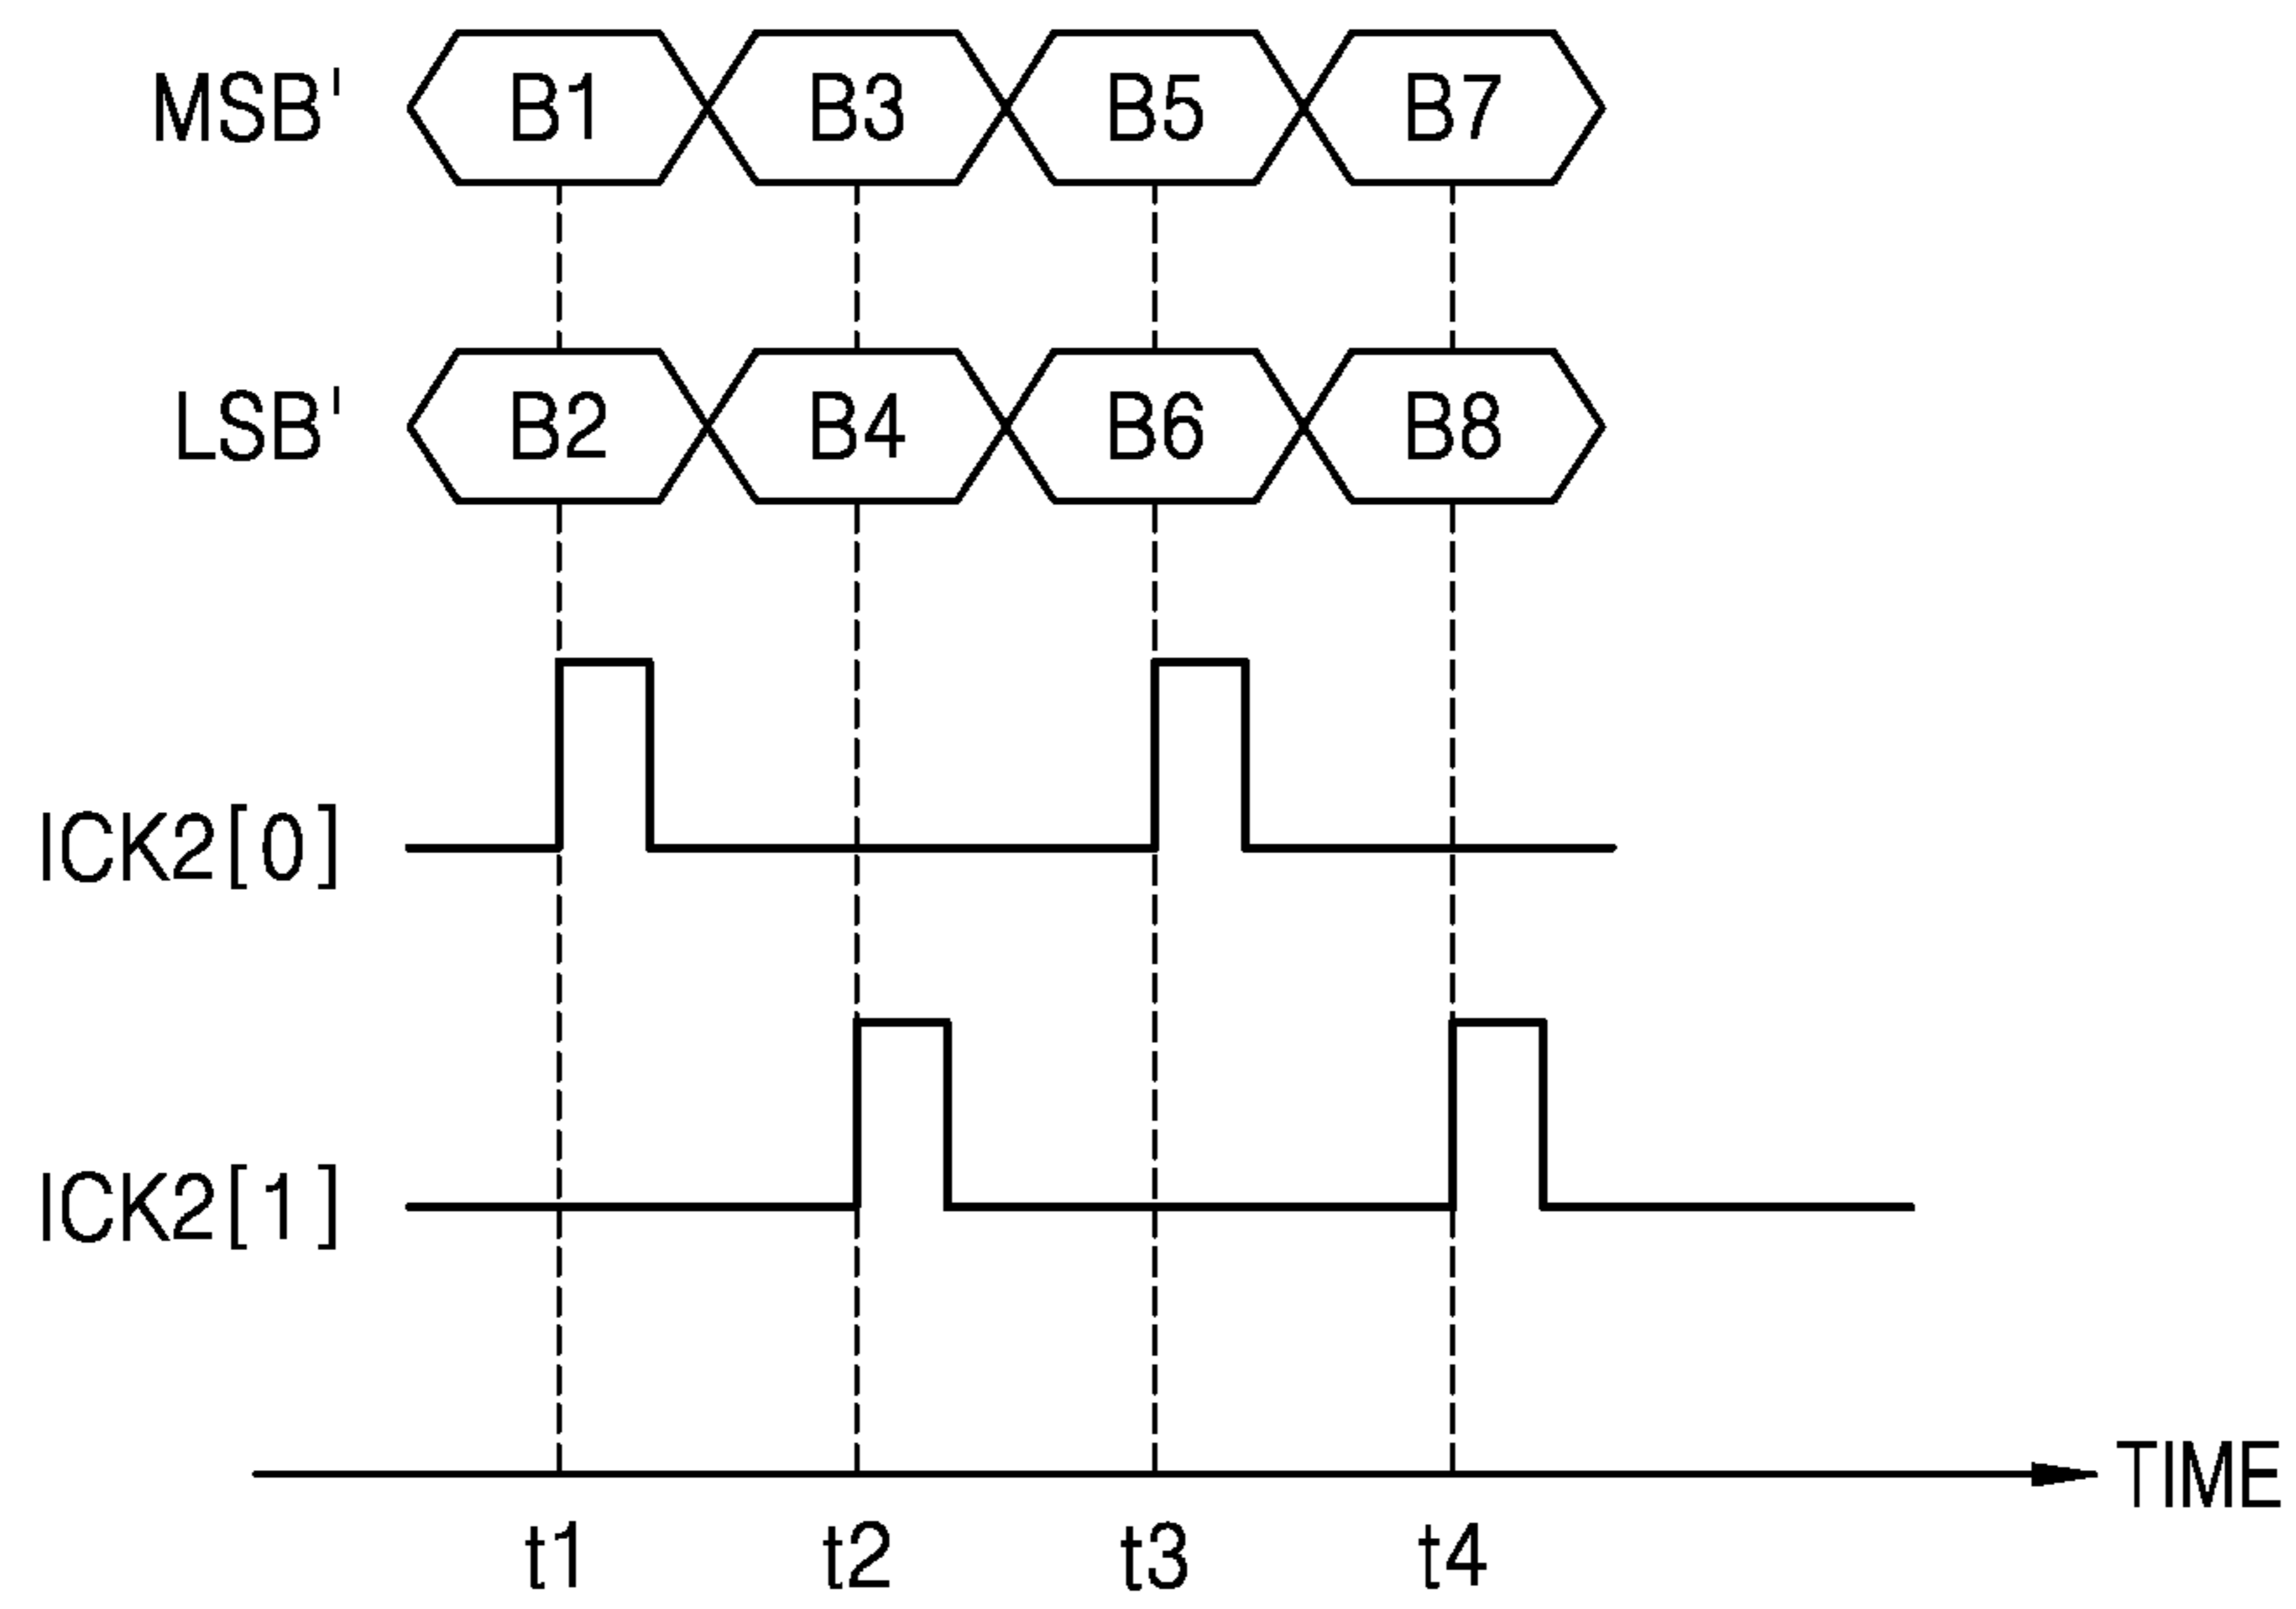 MSB' B1 B3 B5 B7
LSB' B2 B4 B6 B8
ICK2[0]
ICK2[1]
TIME
t1 t2 t3 t4